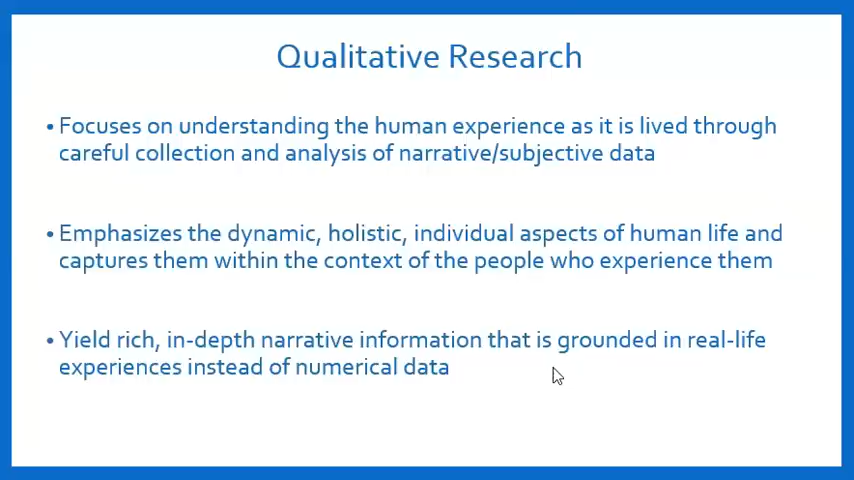 Qualitative Research
• Focuses on understanding the human experience as it is lived through
careful collection and analysis of narrative/subjective data
• Emphasizes the dynamic, holistic, individual aspects of human life and
captures them within the context of the people who experience them
• Yield rich, in-depth narrative information that is grounded in real-life
experiences instead of numerical data